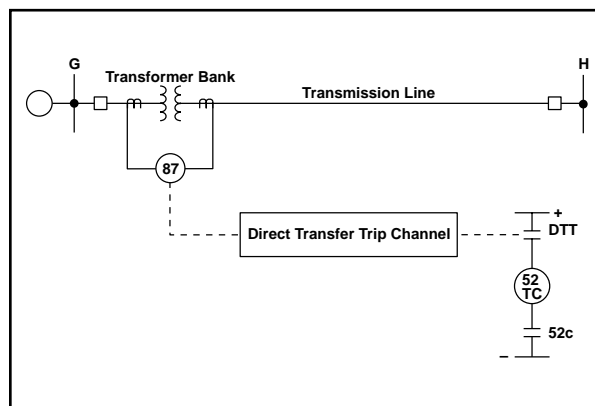 G
H
Transformer Bank
Transmission Line
87
+
DTT
Direct Transfer Trip Channel
52
TC
52c
–